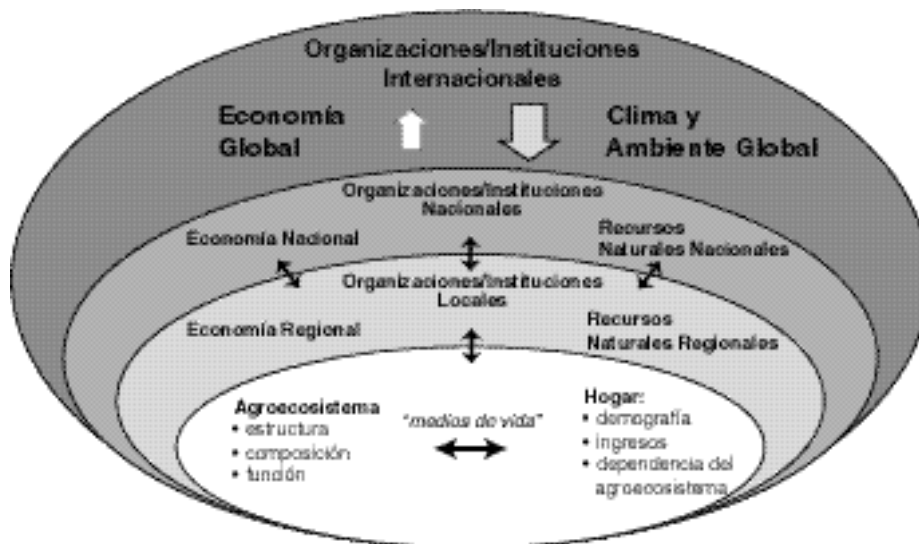 Organizaciones/Instituciones
Internacionales
Economía
Global
Clima y
Ambiente Global
Organizaciones/Instituciones
Nacionales
Economía Nacional
Recursos
Naturales Nacionales
Organizaciones/Instituciones
Locales
Economía Regional
Recursos
Naturales Regionales
Agroecosistema
• estructura
• composición
• función
"medios de vida"
Hogar:
• demografía
• ingresos
• dependencia del
agroecosistema